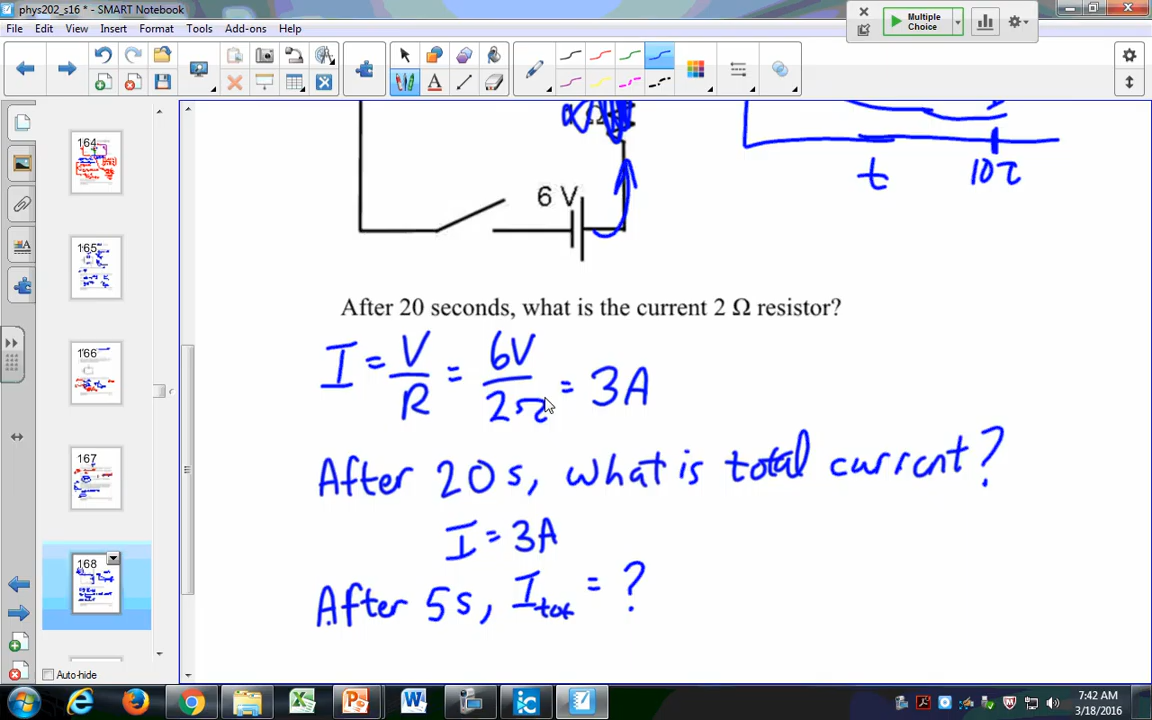 phys202_s16 * - SMART Notebook
Multiple
Choice
File Edit View Insert Format Tools Add-ons Help
164
165
166
167
168
Ω
6 V
t
10τ
After 20 seconds, what is the current 2 Ω resistor?
I = V/R = 6V/2Ω = 3A
After 20 s, what is total current?
I = 3A
After 5s, Itot = ?
Auto-hide
7:42 AM
3/18/2016